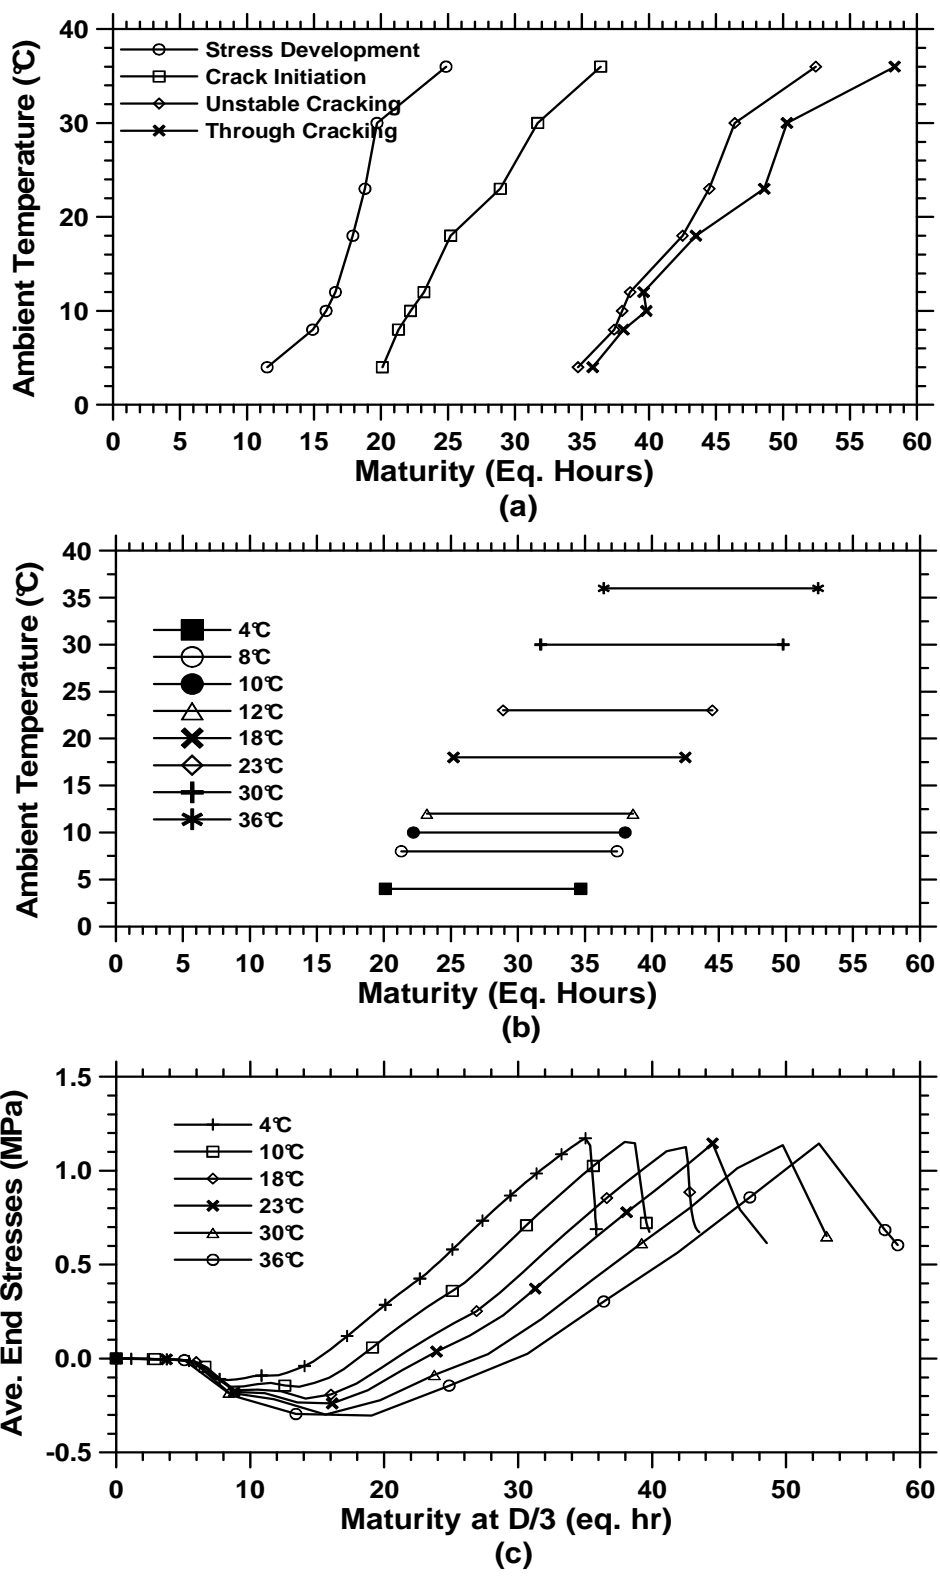 40
30
20
10
0
Ambient Temperature (°C)
Stress Development
Crack Initiation
Unstable Cracking
Through Cracking
0 5 10 15 20 25 30 35 40 45 50 55 60
Maturity (Eq. Hours)
(a)
40
35
30
25
20
15
10
5
0
Ambient Temperature (°C)
4°C
8°C
10°C
12°C
18°C
23°C
30°C
36°C
0 5 10 15 20 25 30 35 40 45 50 55 60
Maturity (Eq. Hours)
(b)
1.5
1.0
0.5
0.0
-0.5
Ave. End Stresses (MPa)
4°C
10°C
18°C
23°C
30°C
36°C
0 10 20 30 40 50 60
Maturity at D/3 (eq. hr)
(c)